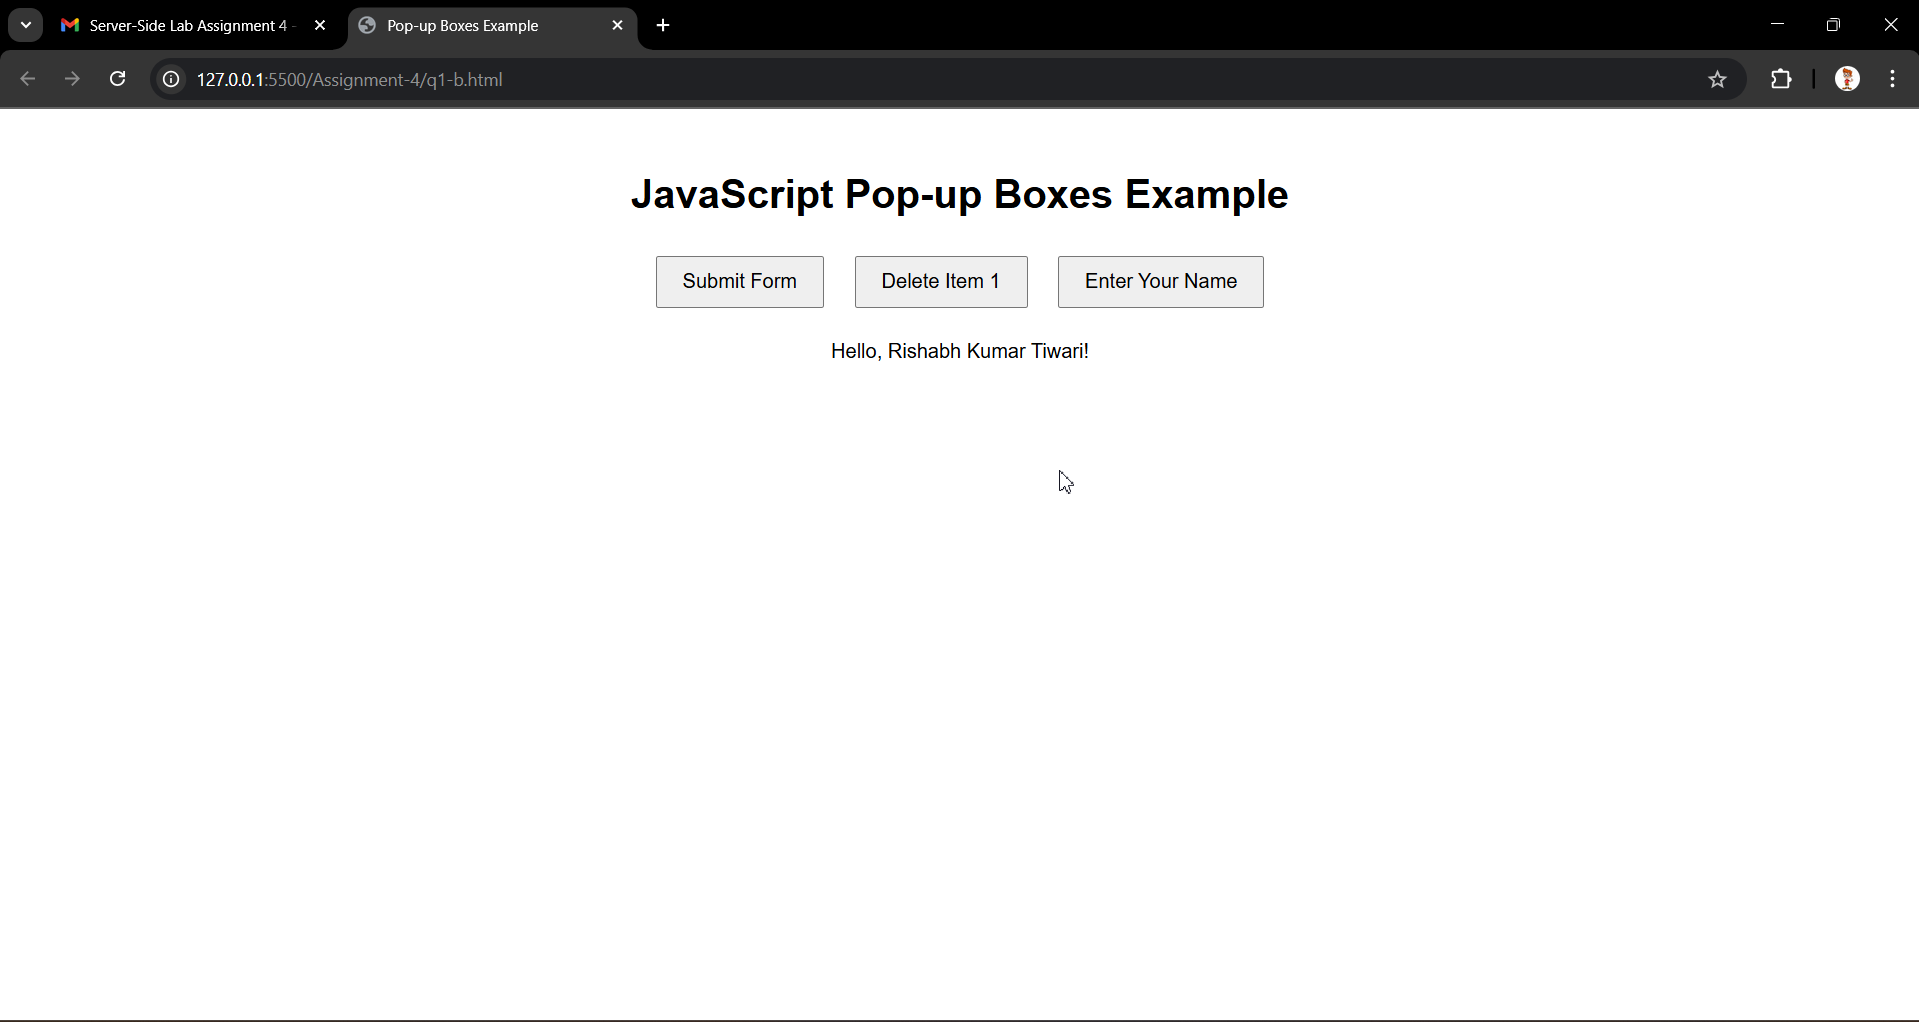 Server-Side Lab Assignment 4 -
Pop-up Boxes Example
127.0.0.1:5500/Assignment-4/q1-b.html
JavaScript Pop-up Boxes Example
Submit Form
Delete Item 1
Enter Your Name
Hello, Rishabh Kumar Tiwari!